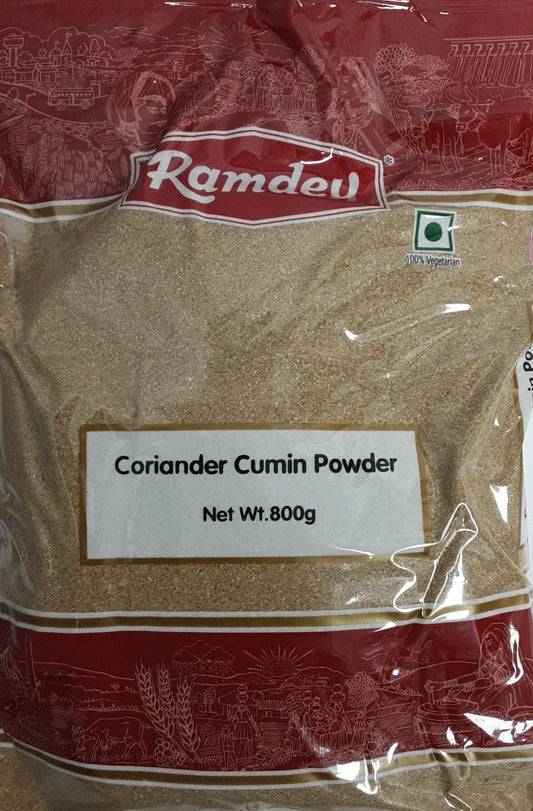 Ramdev
100% Vegetarian
Coriander Cumin Powder
Net Wt.800g